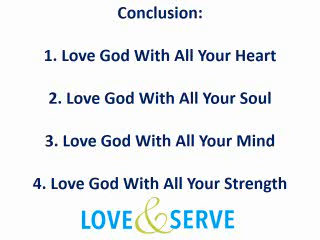 Conclusion:
1. Love God With All Your Heart
2. Love God With All Your Soul
3. Love God With All Your Mind
4. Love God With All Your Strength
LOVE & SERVE